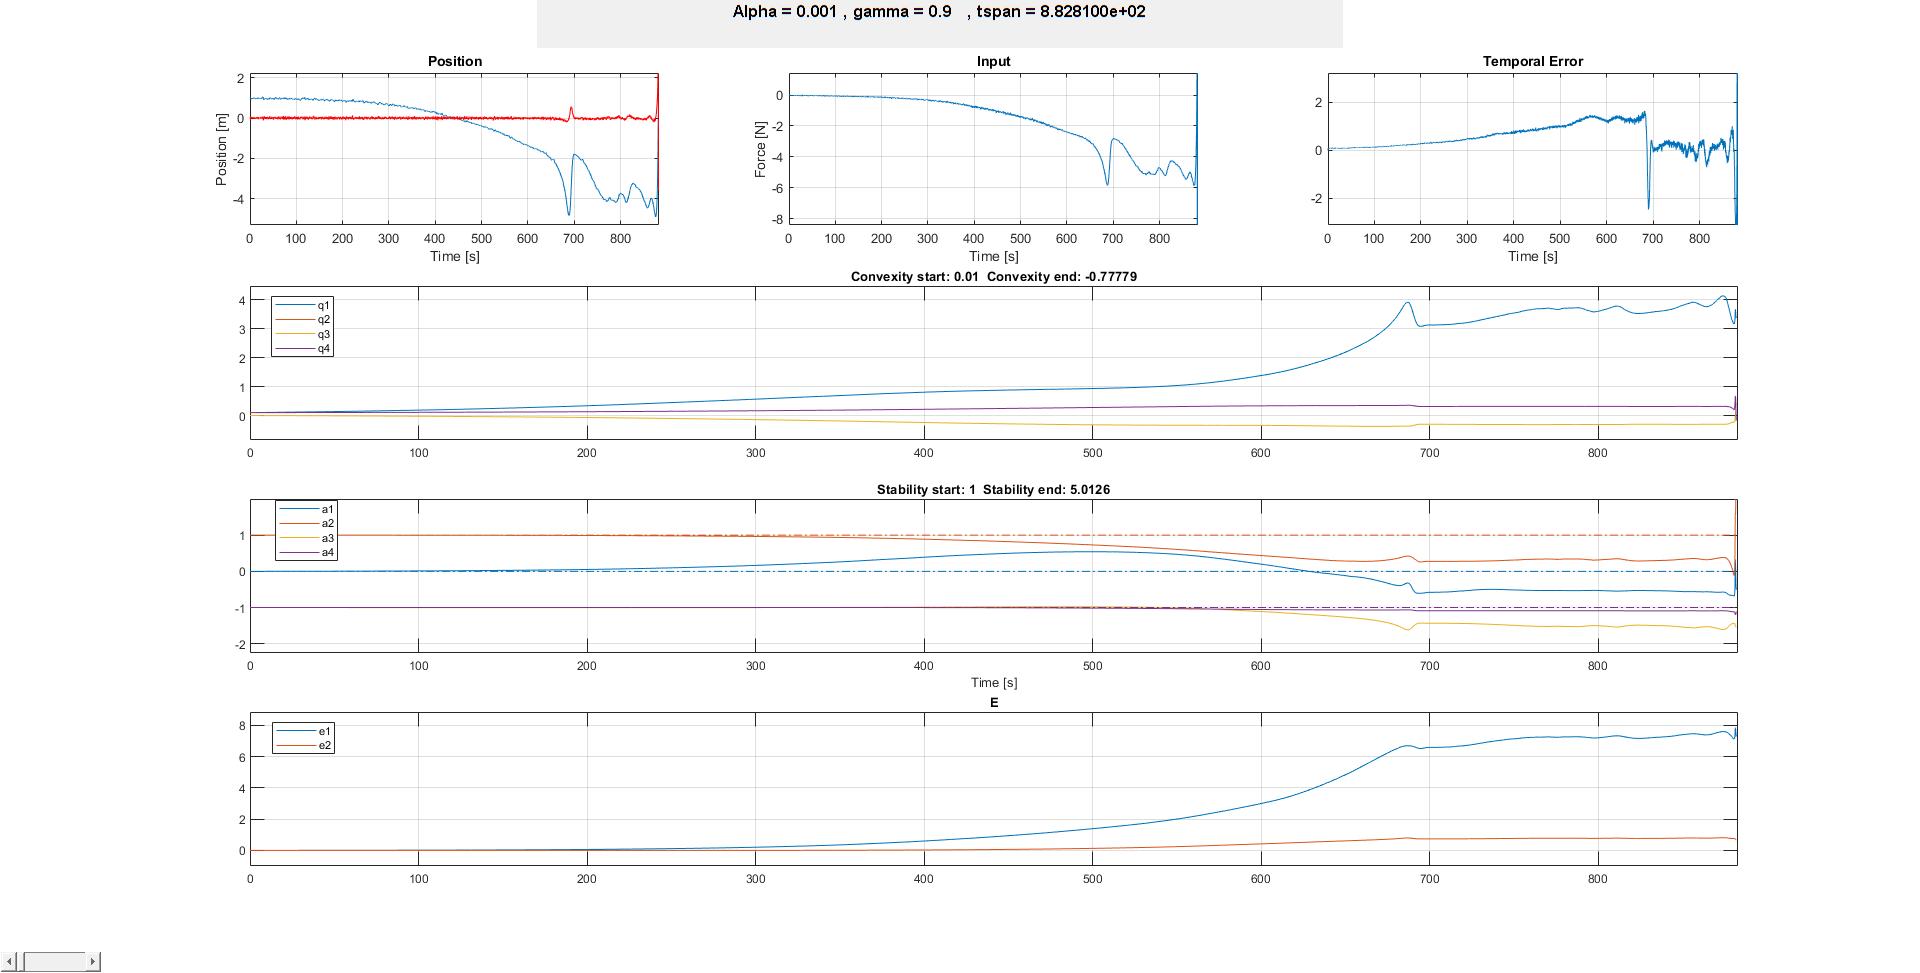 Alpha = 0.001 , gamma = 0.9 , tspan = 8.828100e+02
Position
Input
Temporal Error
2
0
-2
-4
Position [m]
0 100 200 300 400 500 600 700 800
Time [s]
0
-2
-4
-6
-8
Force [N]
0 100 200 300 400 500 600 700 800
Time [s]
2
0
-2
0 100 200 300 400 500 600 700 800
Time [s]
Convexity start: 0.01 Convexity end: -0.77779
4
3
2
1
0
q1
q2
q3
q4
0 100 200 300 400 500 600 700 800
Stability start: 1 Stability end: 5.0126
1
0
-1
-2
a1
a2
a3
a4
0 100 200 300 400 500 600 700 800
Time [s]
E
8
6
4
2
0
e1
e2
0 100 200 300 400 500 600 700 800